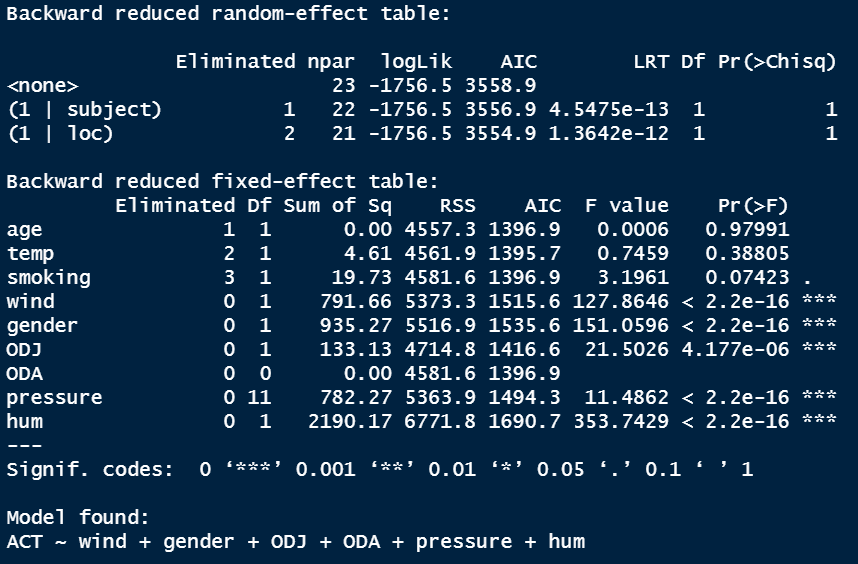 Backward reduced random-effect table:

              Eliminated npar  logLik    AIC        LRT Df Pr(>Chisq)
<none>                     23 -1756.5 3558.9
(1 | subject)          1   22 -1756.5 3556.9 4.5475e-13  1          1
(1 | loc)              2   21 -1756.5 3554.9 1.3642e-12  1          1

Backward reduced fixed-effect table:
         Eliminated Df Sum of Sq    RSS    AIC  F value    Pr(>F)
age               1  1      0.00 4557.3 1396.9   0.0006   0.97991
temp              2  1      4.61 4561.9 1395.7   0.7459   0.38805
smoking           3  1     19.73 4581.6 1396.9   3.1961   0.07423 .
wind              0  1    791.66 5373.3 1515.6 127.8646 < 2.2e-16 ***
gender            0  1    935.27 5516.9 1535.6 151.0596 < 2.2e-16 ***
ODJ               0  1    133.13 4714.8 1416.6  21.5026 4.177e-06 ***
ODA               0  0      0.00 4581.6 1396.9
pressure          0 11    782.27 5363.9 1494.3  11.4862 < 2.2e-16 ***
hum               0  1   2190.17 6771.8 1690.7 353.7429 < 2.2e-16 ***
---
Signif. codes:  0 ‘***’ 0.001 ‘**’ 0.01 ‘*’ 0.05 ‘.’ 0.1 ‘ ’ 1

Model found:
ACT ~ wind + gender + ODJ + ODA + pressure + hum